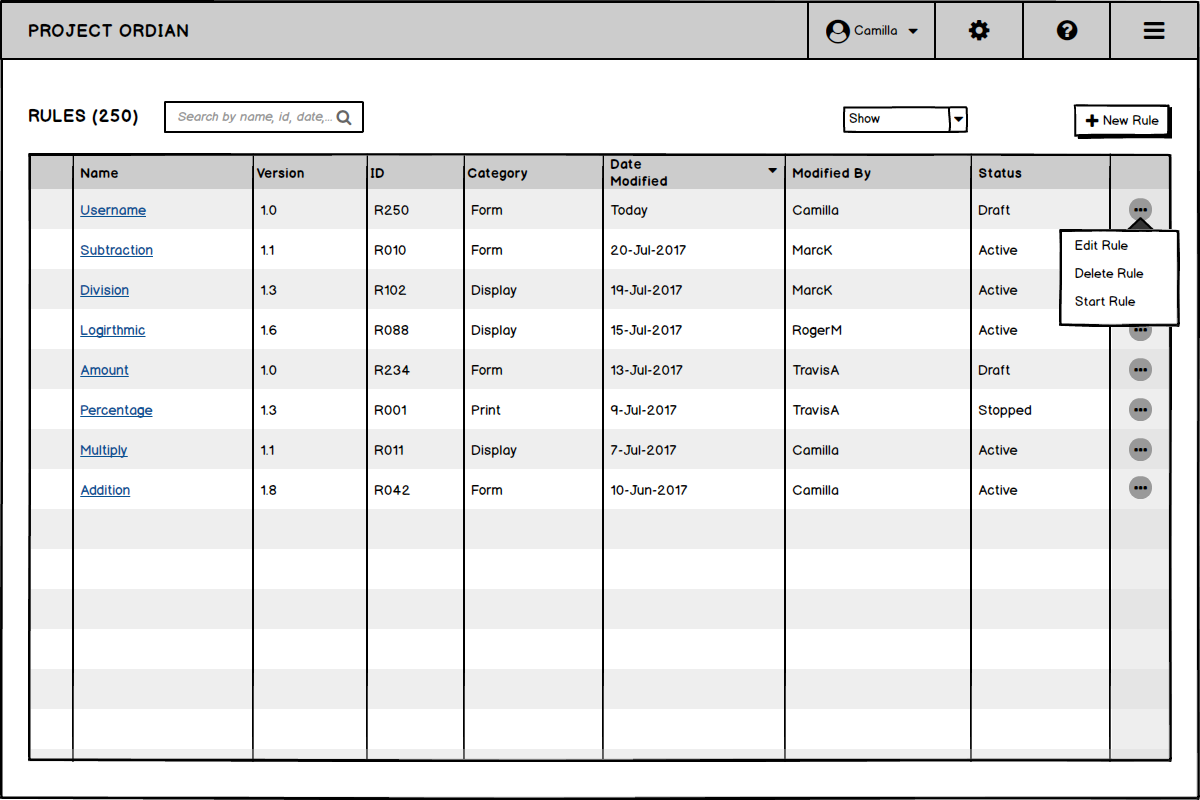 PROJECT ORDIAN
Camilla
RULES (250)
Search by name, id, date,...
Show
New Rule
Name Version ID Category Date Modified Modified By Status
Username 1.0 R250 Form Today Camilla Draft
Edit Rule
Delete Rule
Start Rule
Subtraction 1.1 R010 Form 20-Jul-2017 MarcK Active
Division 1.3 R102 Display 19-Jul-2017 MarcK Active
Logirthmic 1.6 R088 Display 15-Jul-2017 RogerM Active
Amount 1.0 R234 Form 13-Jul-2017 TravisA Draft
Percentage 1.3 R001 Print 9-Jul-2017 TravisA Stopped
Multiply 1.1 R011 Display 7-Jul-2017 Camilla Active
Addition 1.8 R042 Form 10-Jun-2017 Camilla Active